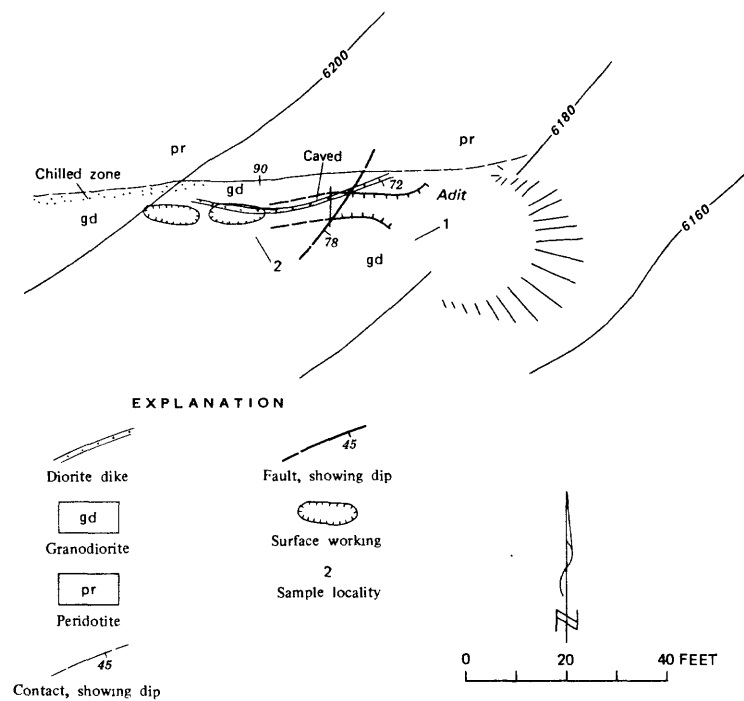 6200
6180
pr
pr
Caved
90
Chilled zone
gd
72
Adit
gd
1
78
gd
2
6160
EXPLANATION
45
Diorite dike
Fault, showing dip
gd
Granodiorite
Surface working
2
pr
Sample locality
Peridotite
45
Contact, showing dip
N
0 20 40 FEET